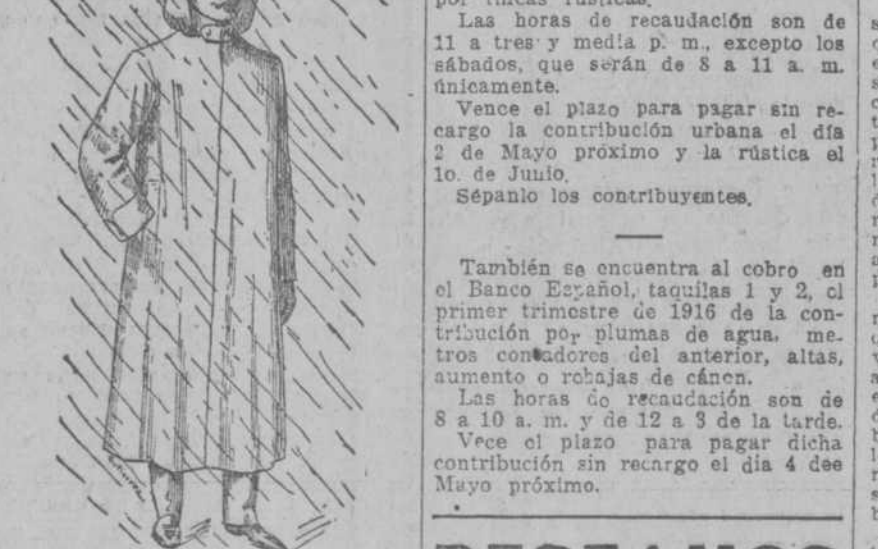 por fincas rústicas.
Las horas de recaudación son de
11 a tres y media p. m., excepto los
sábados, que serán de 8 a 11 a. m.
únicamente.
Vence el plazo para pagar sin re-
cargo la contribución urbana el día
2 de Mayo próximo y la rústica el
1o. de Junio.
Sépanlo los contribuyentes.
También se encuentra al cobro en
el Banco Español, taquilas 1 y 2, el
primer trimestre de 1916 de la con-
tribución por plumas de agua, me-
tros contadores del anterior, altas,
aumento o rebajas de cánon.
Las horas do recaudación son de
8 a 10 a. m. y de 12 a 3 de la tarde.
Vece el plazo para pagar dicha
contribución sin recargo el día 4 dee
Mayo próximo.